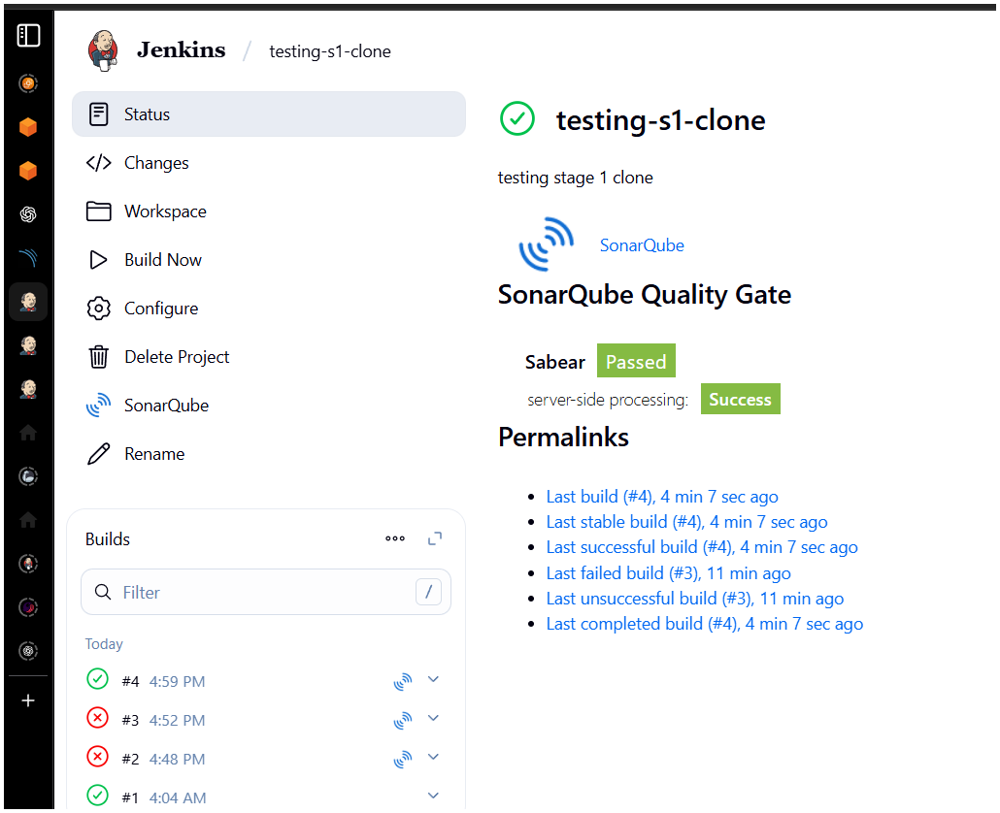 Jenkins / testing-s1-clone
Status
Changes
Workspace
Build Now
Configure
Delete Project
SonarQube
Rename
Builds
Filter /
Today
#4 4:59 PM
#3 4:52 PM
#2 4:48 PM
#1 4:04 AM
testing-s1-clone
testing stage 1 clone
SonarQube
SonarQube Quality Gate
Sabear Passed
server-side processing: Success
Permalinks
Last build (#4), 4 min 7 sec ago
Last stable build (#4), 4 min 7 sec ago
Last successful build (#4), 4 min 7 sec ago
Last failed build (#3), 11 min ago
Last unsuccessful build (#3), 11 min ago
Last completed build (#4), 4 min 7 sec ago